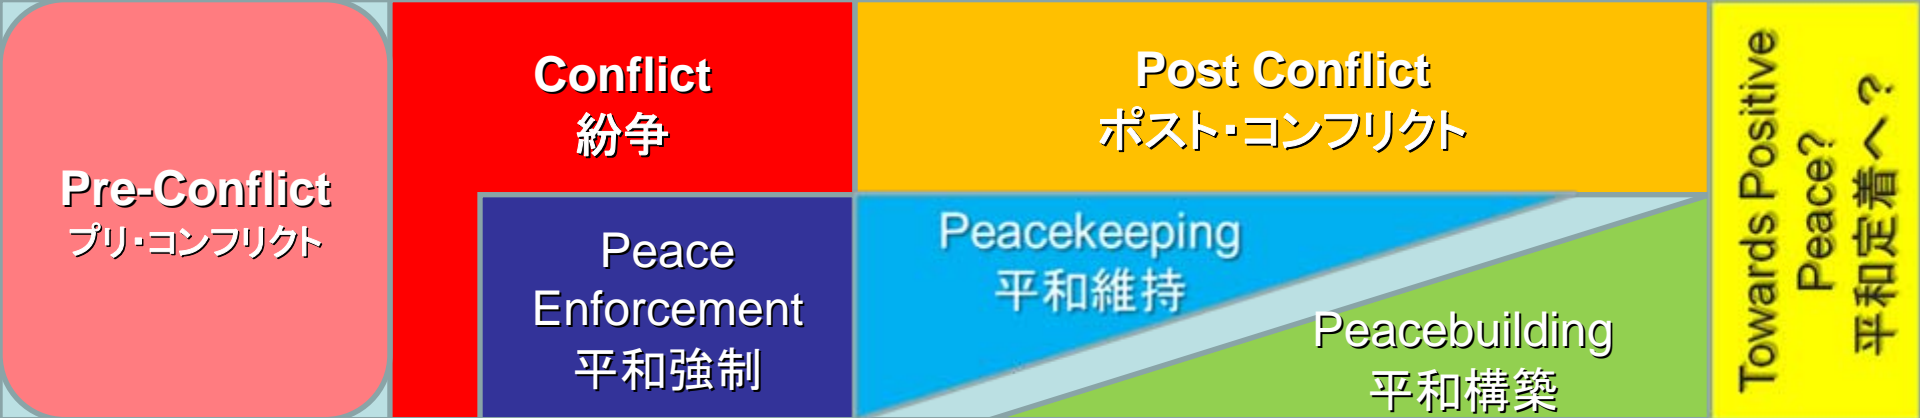 Pre-Conflict
プリ・コンフリクト
Conflict
紛争
Peace
Enforcement
平和強制
Post Conflict
ポスト・コンフリクト
Peacekeeping
平和維持
Peacebuilding
平和構築
Towards Positive
Peace?
平和定着へ？